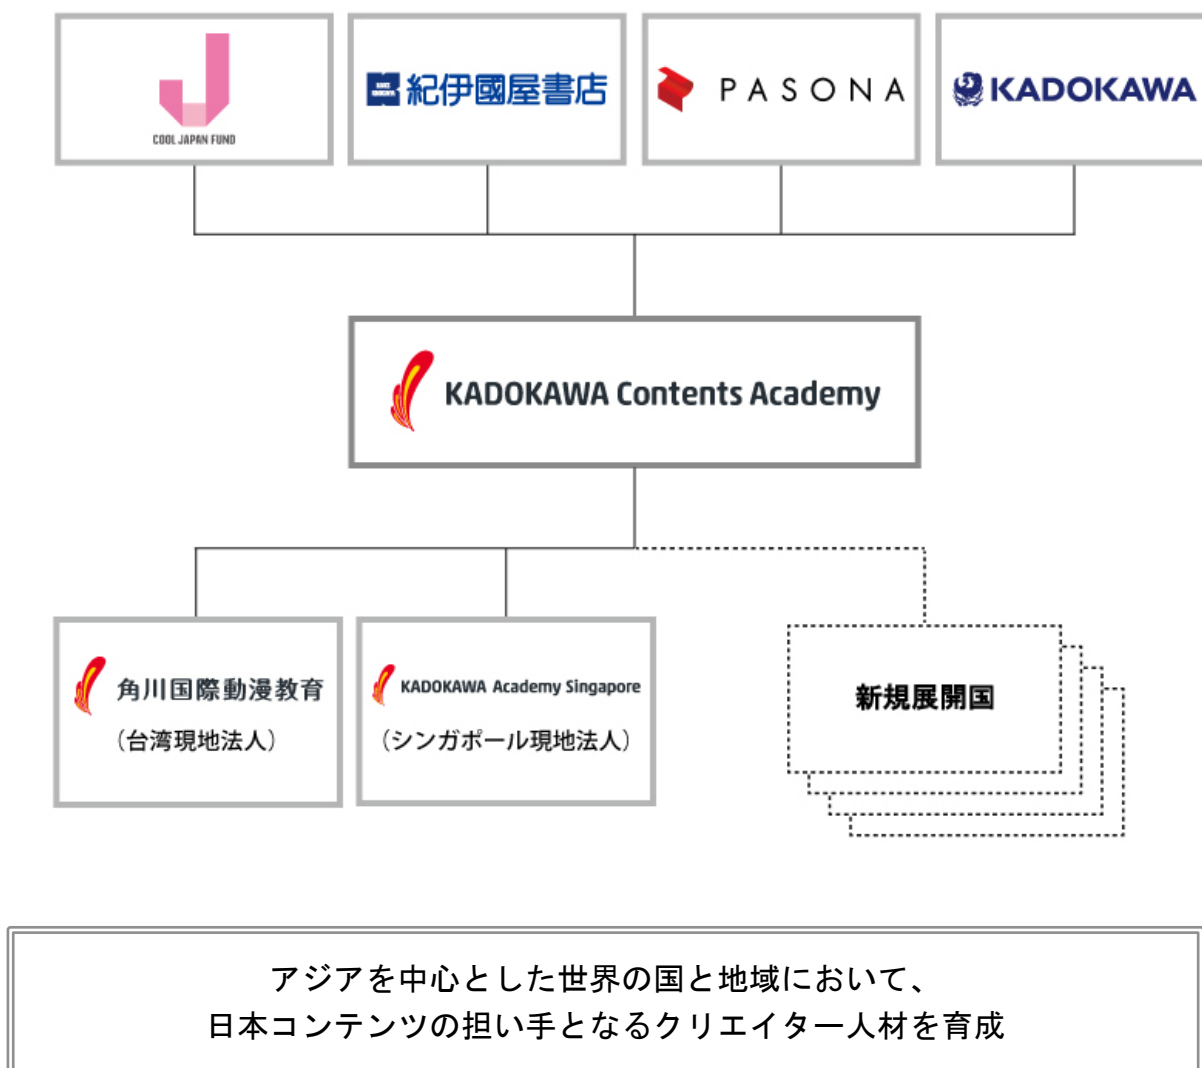 COOL JAPAN FUND
紀伊國屋書店
PASONA
KADOKAWA
KADOKAWA Contents Academy
角川国際動漫教育
（台湾現地法人）
KADOKAWA Academy Singapore
（シンガポール現地法人）
新規展開国
アジアを中心とした世界の国と地域において、
日本コンテンツの担い手となるクリエイター人材を育成